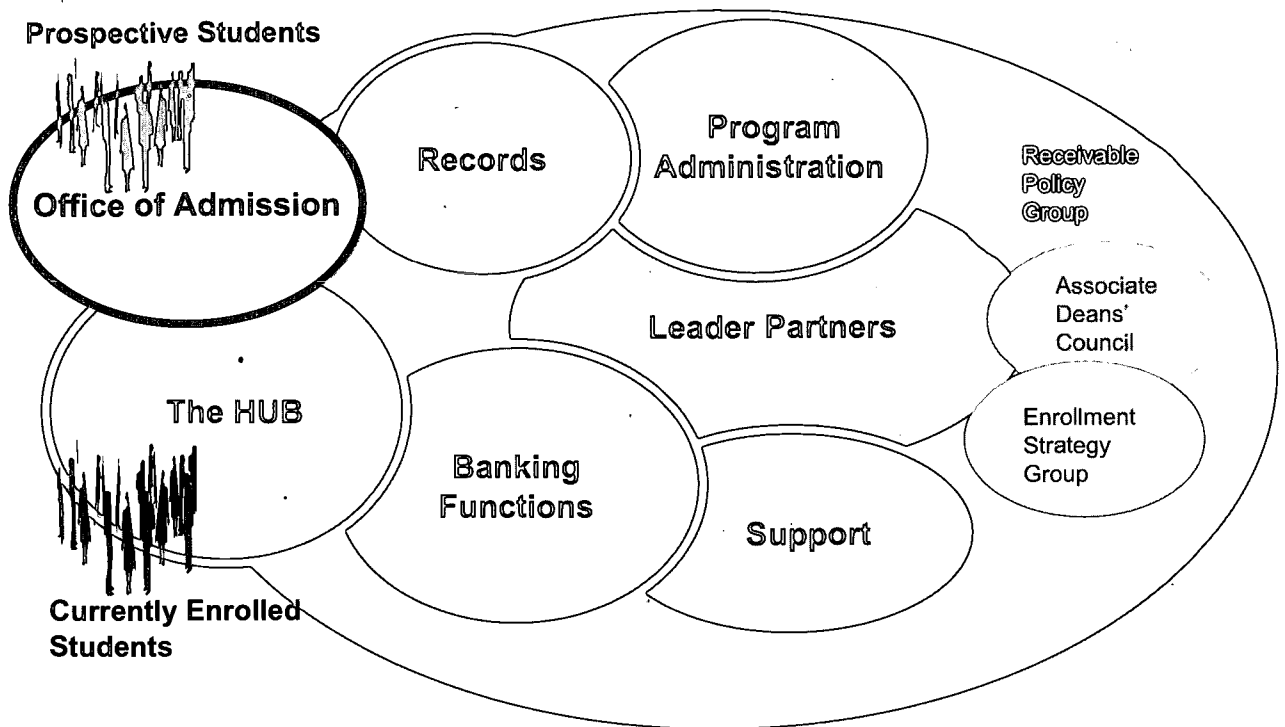 Prospective Students
Office of Admission
Records
Program
Administration
Receivable
Policy
Group
Associate
Deans'
Council
Leader Partners
Enrollment
Strategy
Group
The HUB
Banking
Functions
Support
Currently Enrolled
Students